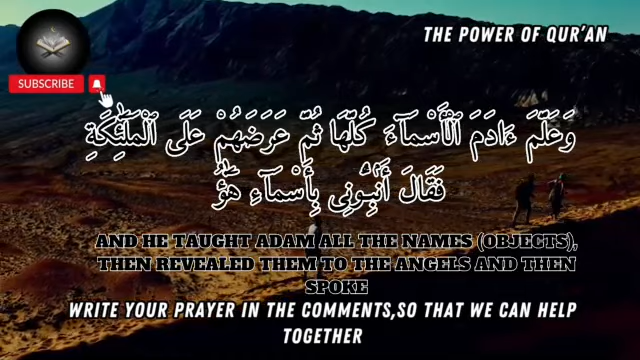 THE POWER OF QUR'AN
SUBSCRIBE
وَعَلَّمَ ءَادَمَ ٱلْأَسْمَآءَ كُلَّهَا ثُمَّ عَرَضَهُمْ عَلَى ٱلْمَلَٰٓئِكَةِ
فَقَالَ أَنۢبِـُٔونِى بِأَسْمَآءِ هَٰٓؤُ
AND HE TAUGHT ADAM ALL THE NAMES (OBJECTS),
THEN REVEALED THEM TO THE ANGELS AND THEN
SPOKE
WRITE YOUR PRAYER IN THE COMMENTS,SO THAT WE CAN HELP
TOGETHER